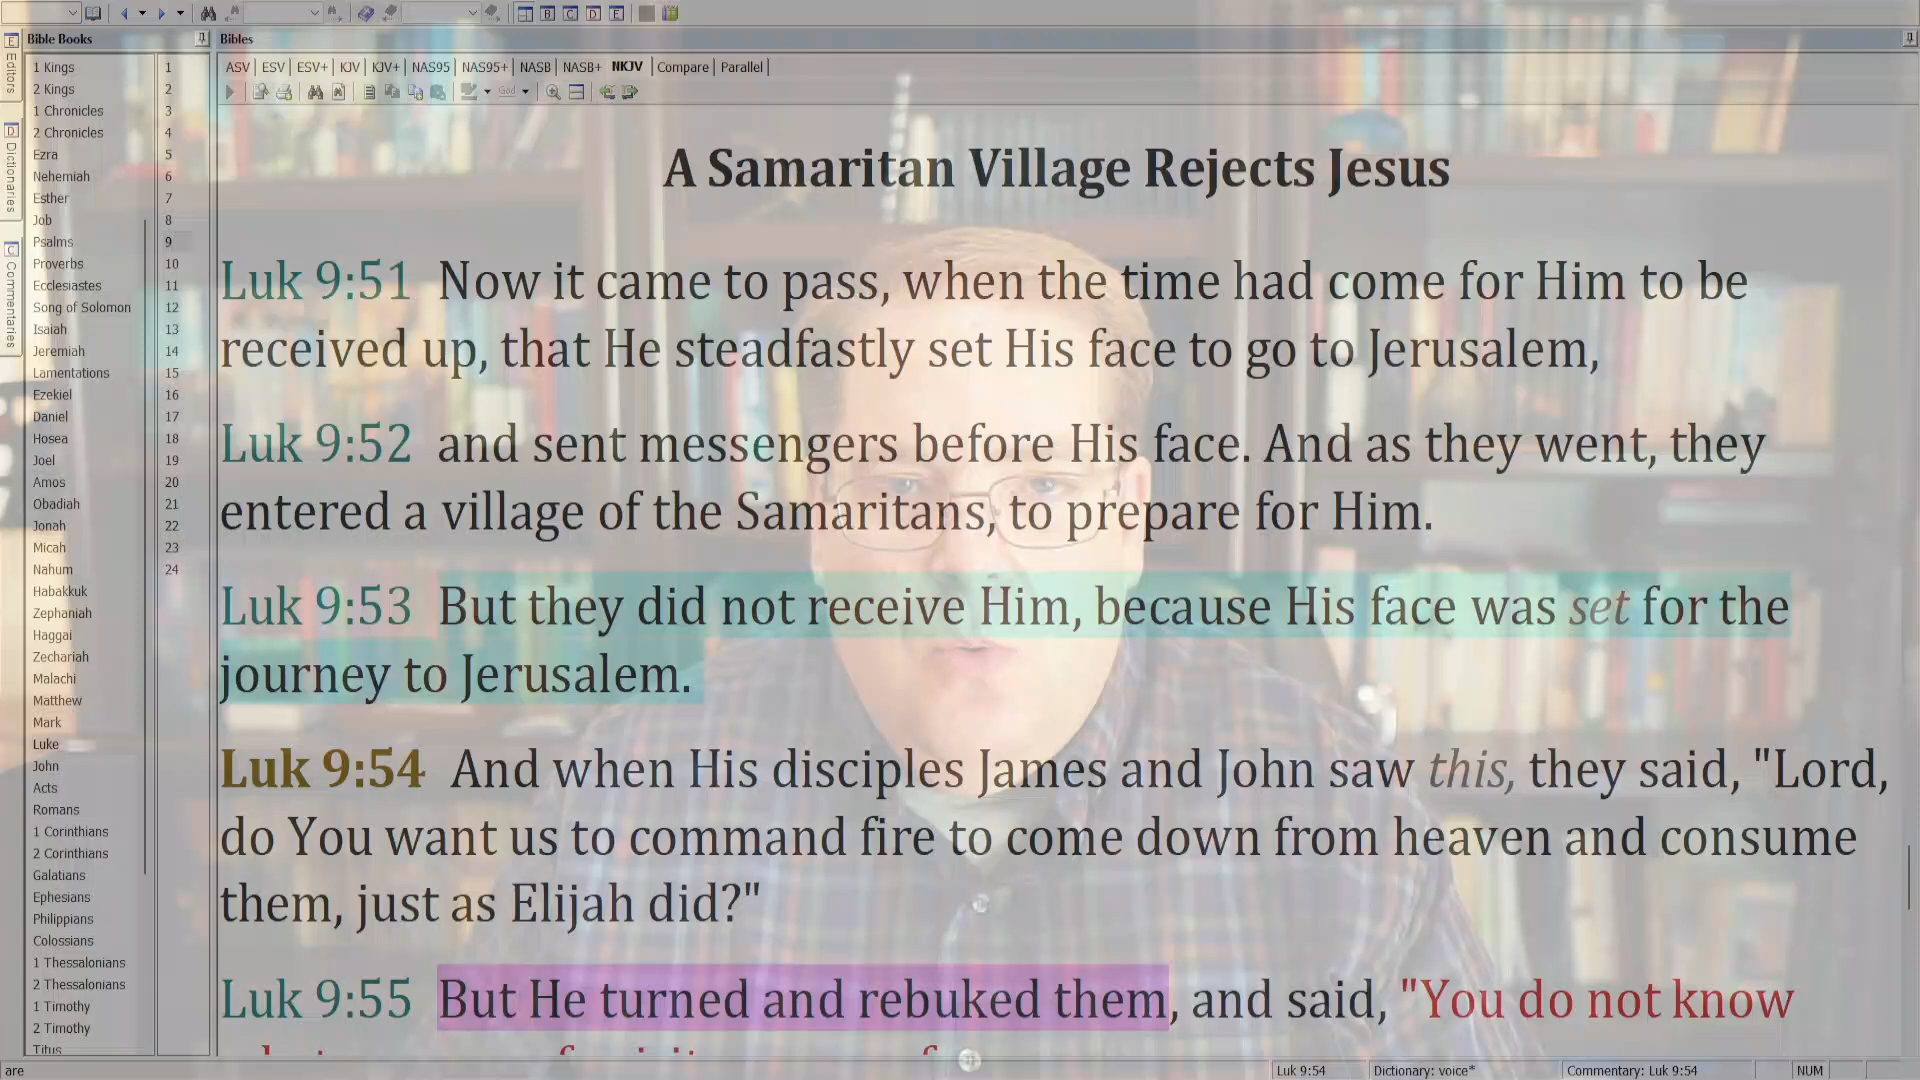 Bible Books
Bibles
Editors
Dictionaries
Commentaries
1 Kings
2 Kings
1 Chronicles
2 Chronicles
Ezra
Nehemiah
Esther
Job
Psalms
Proverbs
Ecclesiastes
Song of Solomon
Isaiah
Jeremiah
Lamentations
Ezekiel
Daniel
Hosea
Joel
Amos
Obadiah
Jonah
Micah
Nahum
Habakkuk
Zephaniah
Haggai
Zechariah
Malachi
Matthew
Mark
Luke
John
Acts
Romans
1 Corinthians
2 Corinthians
Galatians
Ephesians
Philippians
Colossians
1 Thessalonians
2 Thessalonians
1 Timothy
2 Timothy
Titus
1
2
3
4
5
6
7
8
9
10
11
12
13
14
15
16
17
18
19
20
21
22
23
24
ASV ESV ESV+ KJV KJV+ NAS95 NAS95+ NASB NASB+ NKJV Compare Parallel
A Samaritan Village Rejects Jesus
Luk 9:51 Now it came to pass, when the time had come for Him to be
received up, that He steadfastly set His face to go to Jerusalem,
Luk 9:52 and sent messengers before His face. And as they went, they
entered a village of the Samaritans, to prepare for Him.
Luk 9:53 But they did not receive Him, because His face was set for the
journey to Jerusalem.
Luk 9:54 And when His disciples James and John saw this, they said, "Lord,
do You want us to command fire to come down from heaven and consume
them, just as Elijah did?"
Luk 9:55 But He turned and rebuked them, and said, "You do not know
are
Luk 9:54
Dictionary: voice*
Commentary: Luk 9:54
NUM